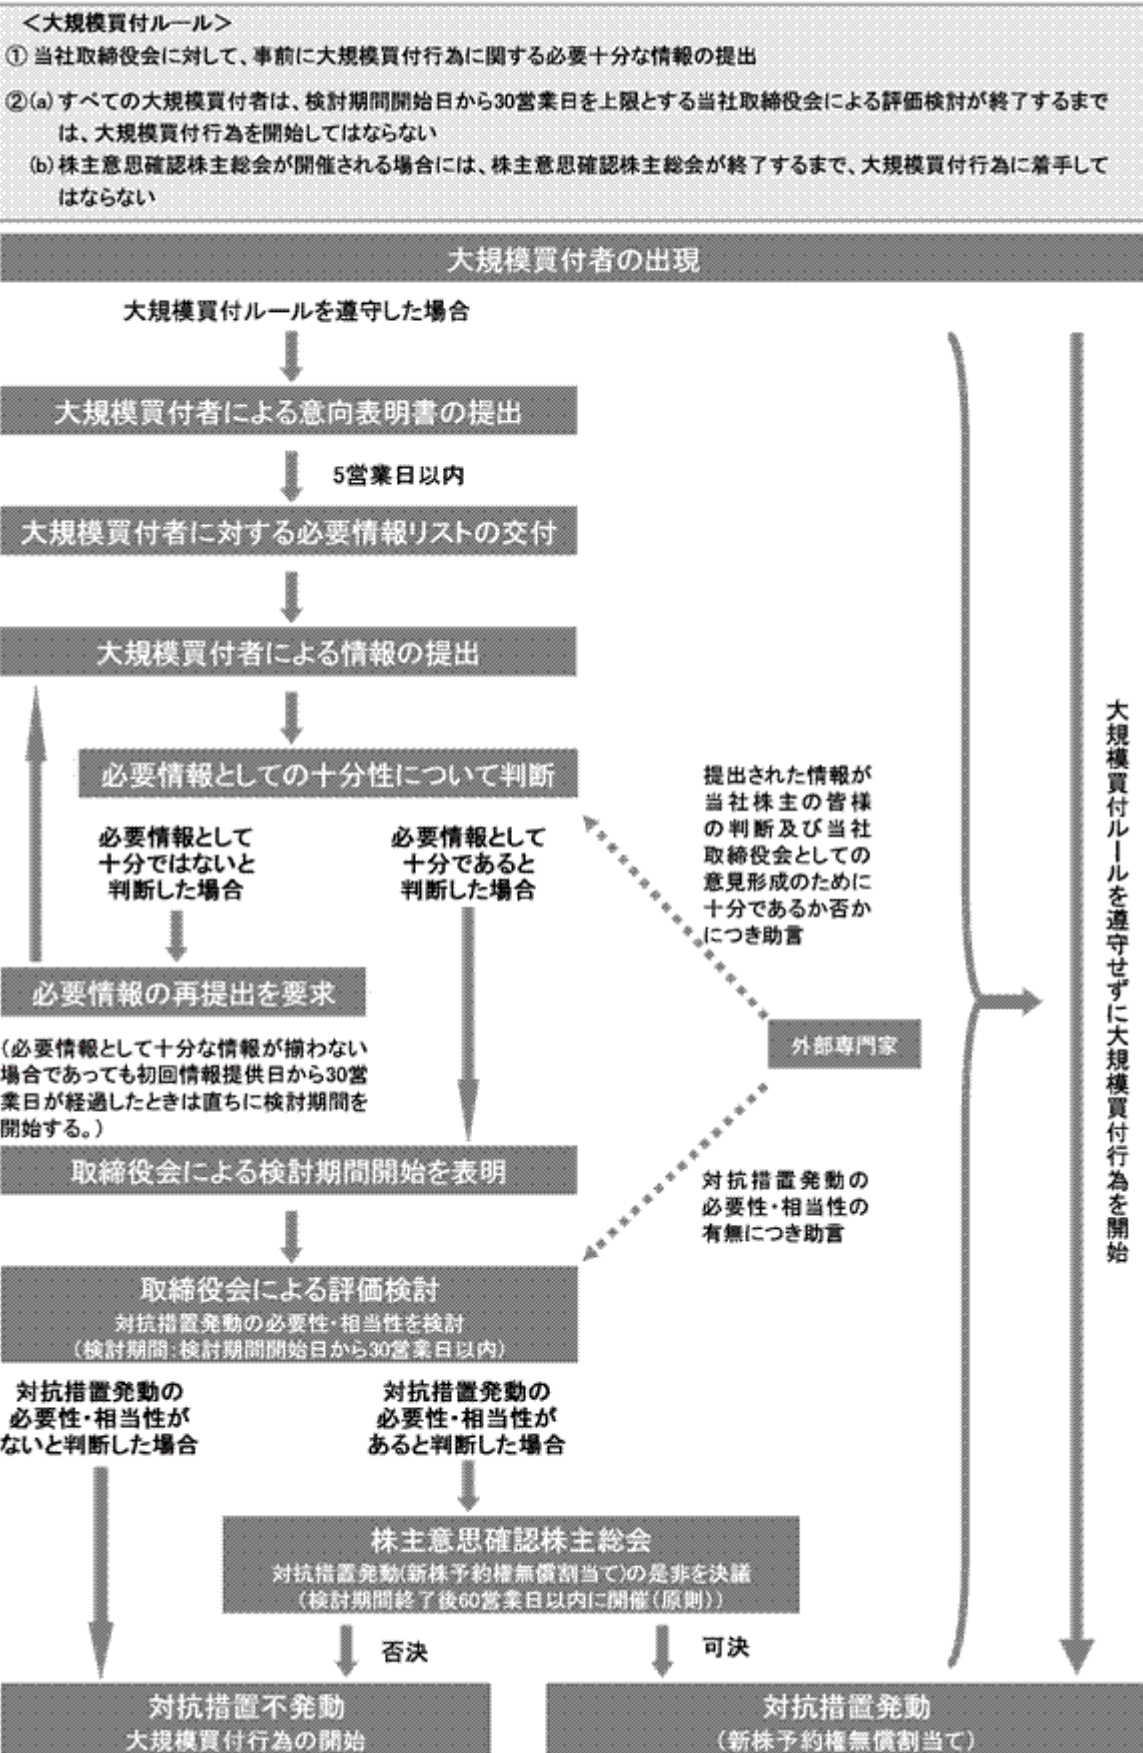 ＜大規模買付ルール＞
① 当社取締役会に対して、事前に大規模買付行為に関する必要十分な情報の提出
②(a) すべての大規模買付者は、検討期間開始日から30営業日を上限とする当社取締役会による評価検討が終了するまで
は、大規模買付行為を開始してはならない
(b) 株主意思確認株主総会が開催される場合には、株主意思確認株主総会が終了するまで、大規模買付行為に着手して
はならない
大規模買付者の出現
大規模買付ルールを遵守した場合
大規模買付者による意向表明書の提出
5営業日以内
大規模買付者に対する必要情報リストの交付
大規模買付者による情報の提出
必要情報としての十分性について判断
必要情報として
十分ではないと
判断した場合
必要情報として
十分であると
判断した場合
提出された情報が
当社株主の皆様
の判断及び当社
取締役会としての
意見形成のために
十分であるか否か
につき助言
必要情報の再提出を要求
(必要情報として十分な情報が揃わない
場合であっても初回情報提供日から30営
業日が経過したときは直ちに検討期間を
開始する。)
外部専門家
取締役会による検討期間開始を表明
対抗措置発動の
必要性・相当性の
有無につき助言
取締役会による評価検討
対抗措置発動の必要性・相当性を検討
(検討期間:検討期間開始日から30営業日以内)
対抗措置発動の
必要性・相当性が
ないと判断した場合
対抗措置発動の
必要性・相当性が
あると判断した場合
株主意思確認株主総会
対抗措置発動(新株予約権無償割当て)の是非を決議
(検討期間終了後60営業日以内に開催(原則))
否決
可決
対抗措置不発動
大規模買付行為の開始
対抗措置発動
(新株予約権無償割当て)
大規模買付ルールを遵守せずに大規模買付行為を開始